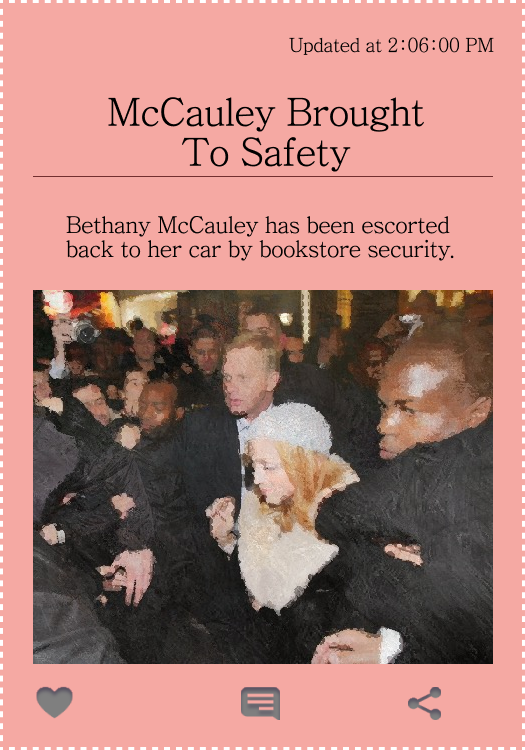 Updated at 2:06:00 PM
McCauley Brought
To Safety
Bethany McCauley has been escorted
back to her car by bookstore security.